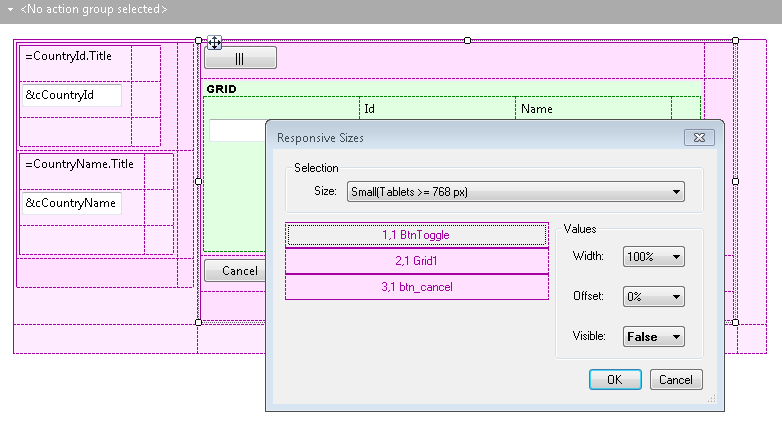 <No action group selected>
=CountryId.Title
&cCountryId
=CountryName.Title
&cCountryName
|||
GRID
Id Name
Cancel
Responsive Sizes
Selection
Size: Small(Tablets >= 768 px)
1,1 BtnToggle
2,1 Grid1
3,1 btn_cancel
Values
Width: 100%
Offset: 0%
Visible: False
OK Cancel